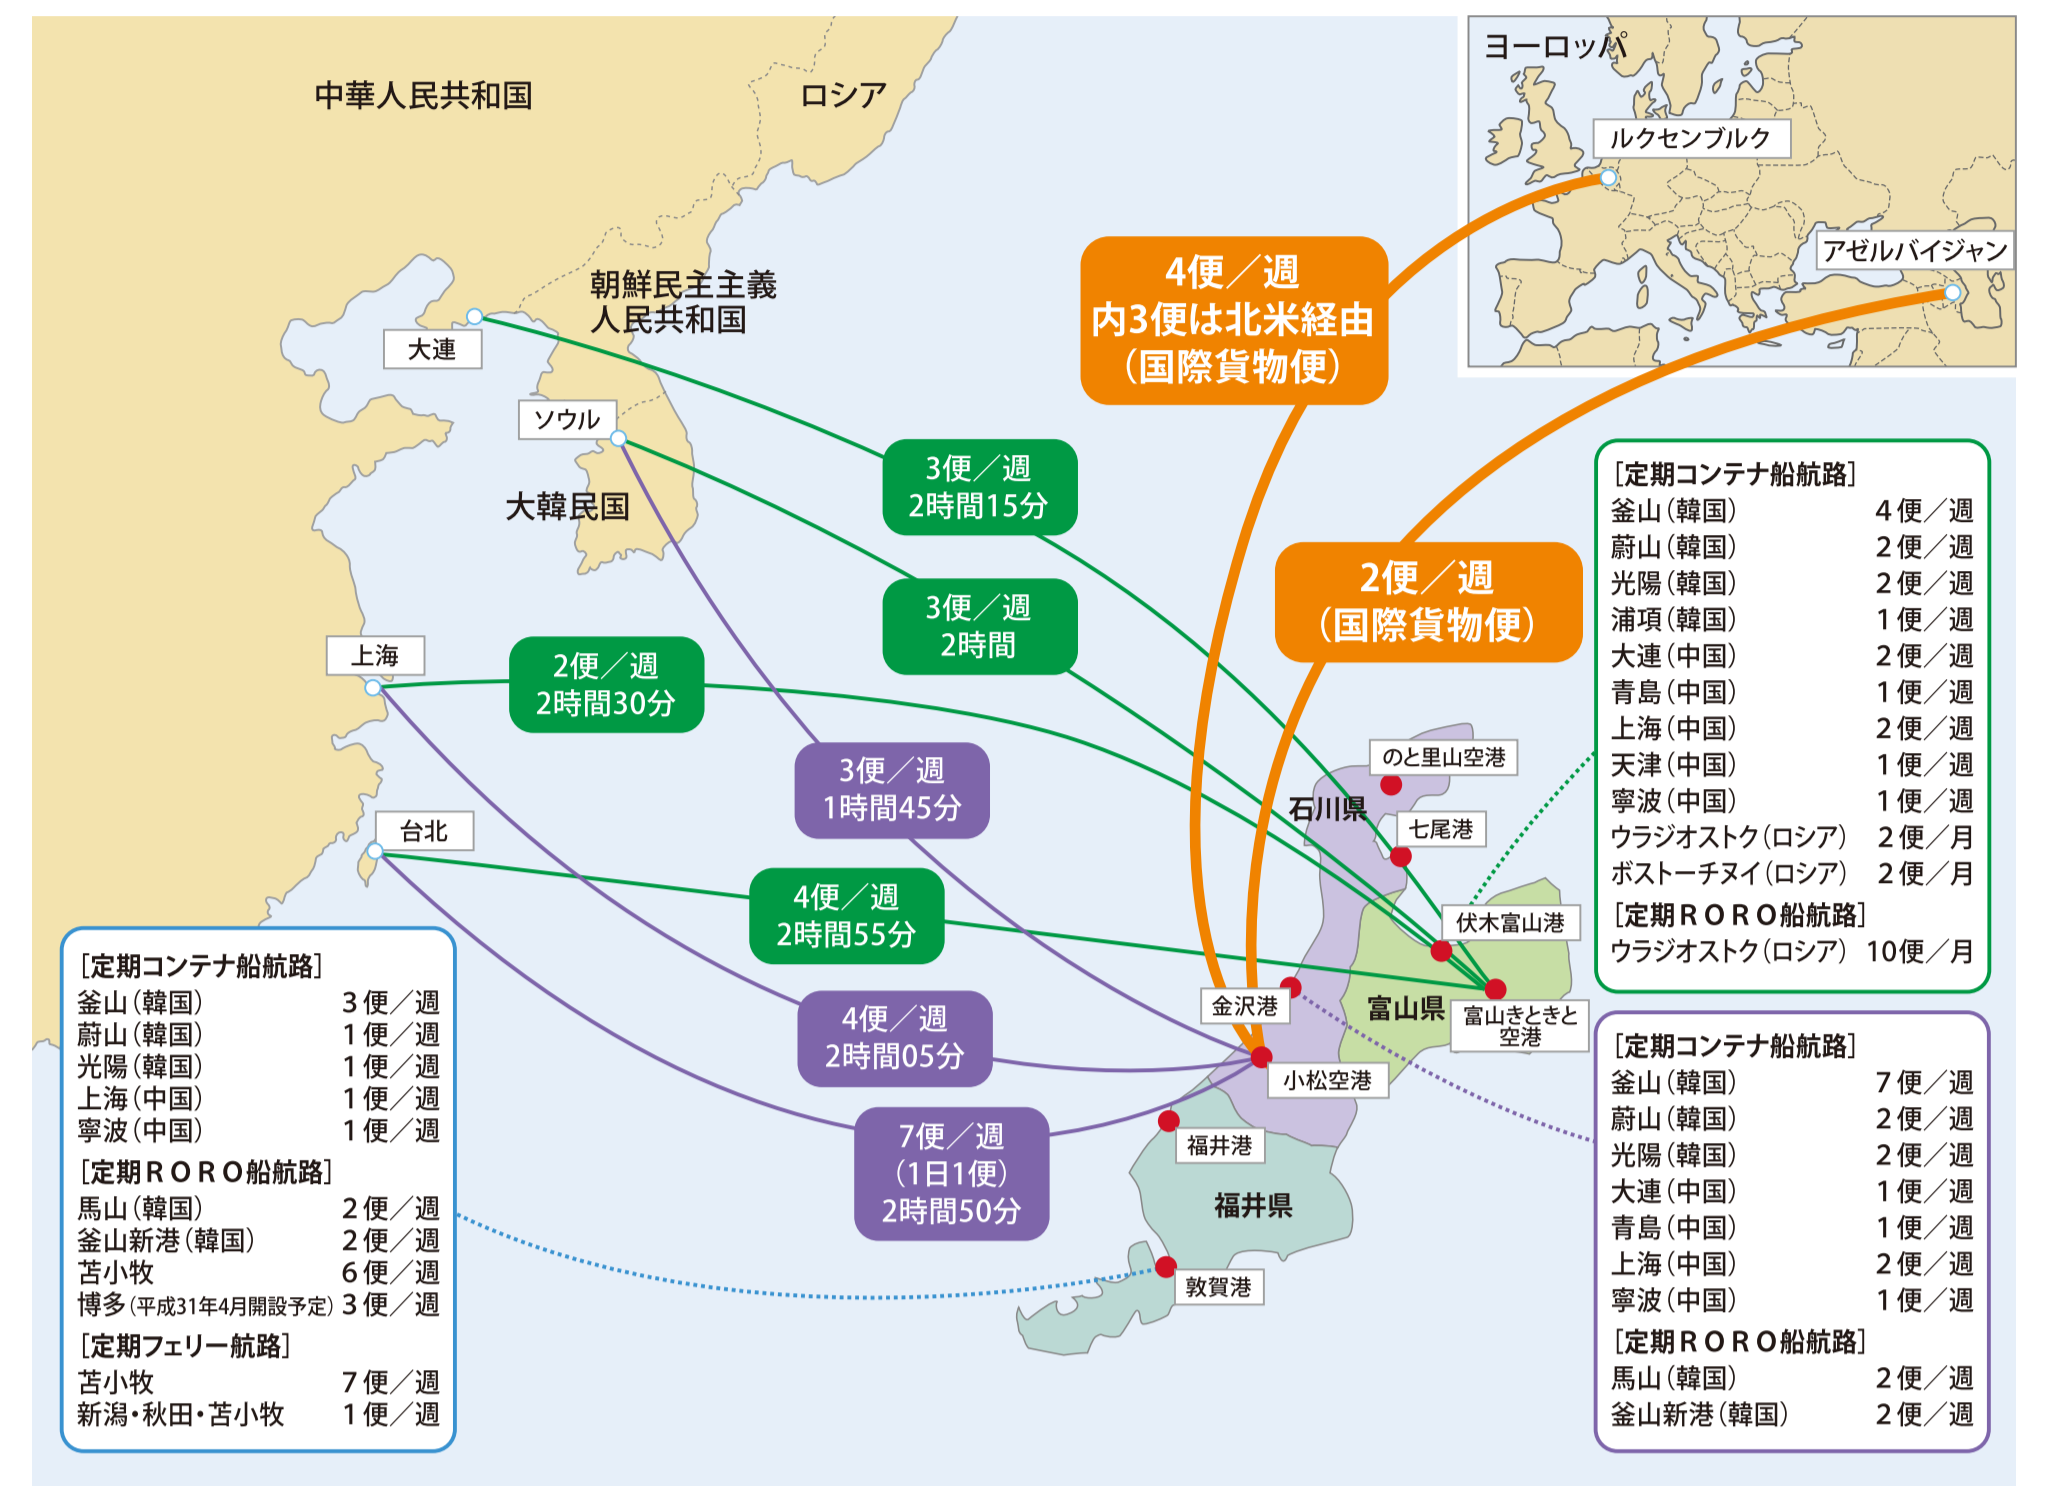 中華人民共和国
ロシア
ヨーロッパ
ルクセンブルク
アゼルバイジャン
朝鮮民主主義
人民共和国
大連
ソウル
大韓民国
上海
台北
4便／週
内3便は北米経由
（国際貨物便）
2便／週
（国際貨物便）
3便／週
2時間15分
3便／週
2時間
2便／週
2時間30分
3便／週
1時間45分
4便／週
2時間55分
4便／週
2時間05分
7便／週
（1日1便）
2時間50分
のと里山空港
石川県
七尾港
伏木富山港
金沢港
富山県
富山きときと
空港
小松空港
福井港
福井県
敦賀港
［定期コンテナ船航路］
釜山（韓国） 4便／週
蔚山（韓国） 2便／週
光陽（韓国） 2便／週
浦項（韓国） 1便／週
大連（中国） 2便／週
青島（中国） 1便／週
上海（中国） 2便／週
天津（中国） 1便／週
寧波（中国） 1便／週
ウラジオストク（ロシア） 2便／月
ボストーチヌイ（ロシア） 2便／月
［定期ＲＯＲＯ船航路］
ウラジオストク（ロシア） 10便／月
［定期コンテナ船航路］
釜山（韓国） 7便／週
蔚山（韓国） 2便／週
光陽（韓国） 2便／週
大連（中国） 1便／週
青島（中国） 1便／週
上海（中国） 2便／週
寧波（中国） 1便／週
［定期ＲＯＲＯ船航路］
馬山（韓国） 2便／週
釜山新港（韓国） 2便／週
［定期コンテナ船航路］
釜山（韓国） 3便／週
蔚山（韓国） 1便／週
光陽（韓国） 1便／週
上海（中国） 1便／週
寧波（中国） 1便／週
［定期ＲＯＲＯ船航路］
馬山（韓国） 2便／週
釜山新港（韓国） 2便／週
苫小牧 6便／週
博多（平成31年4月開設予定） 3便／週
［定期フェリー航路］
苫小牧 7便／週
新潟・秋田・苫小牧 1便／週